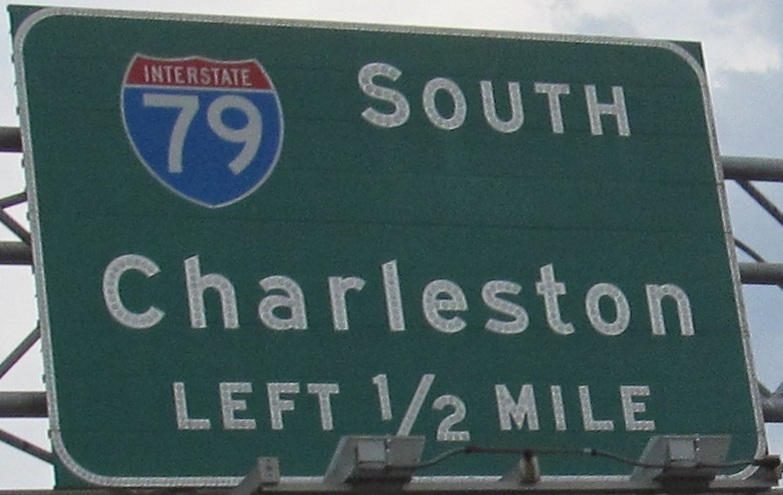 INTERSTATE
79
SOUTH
Charleston
LEFT 1/2 MILE